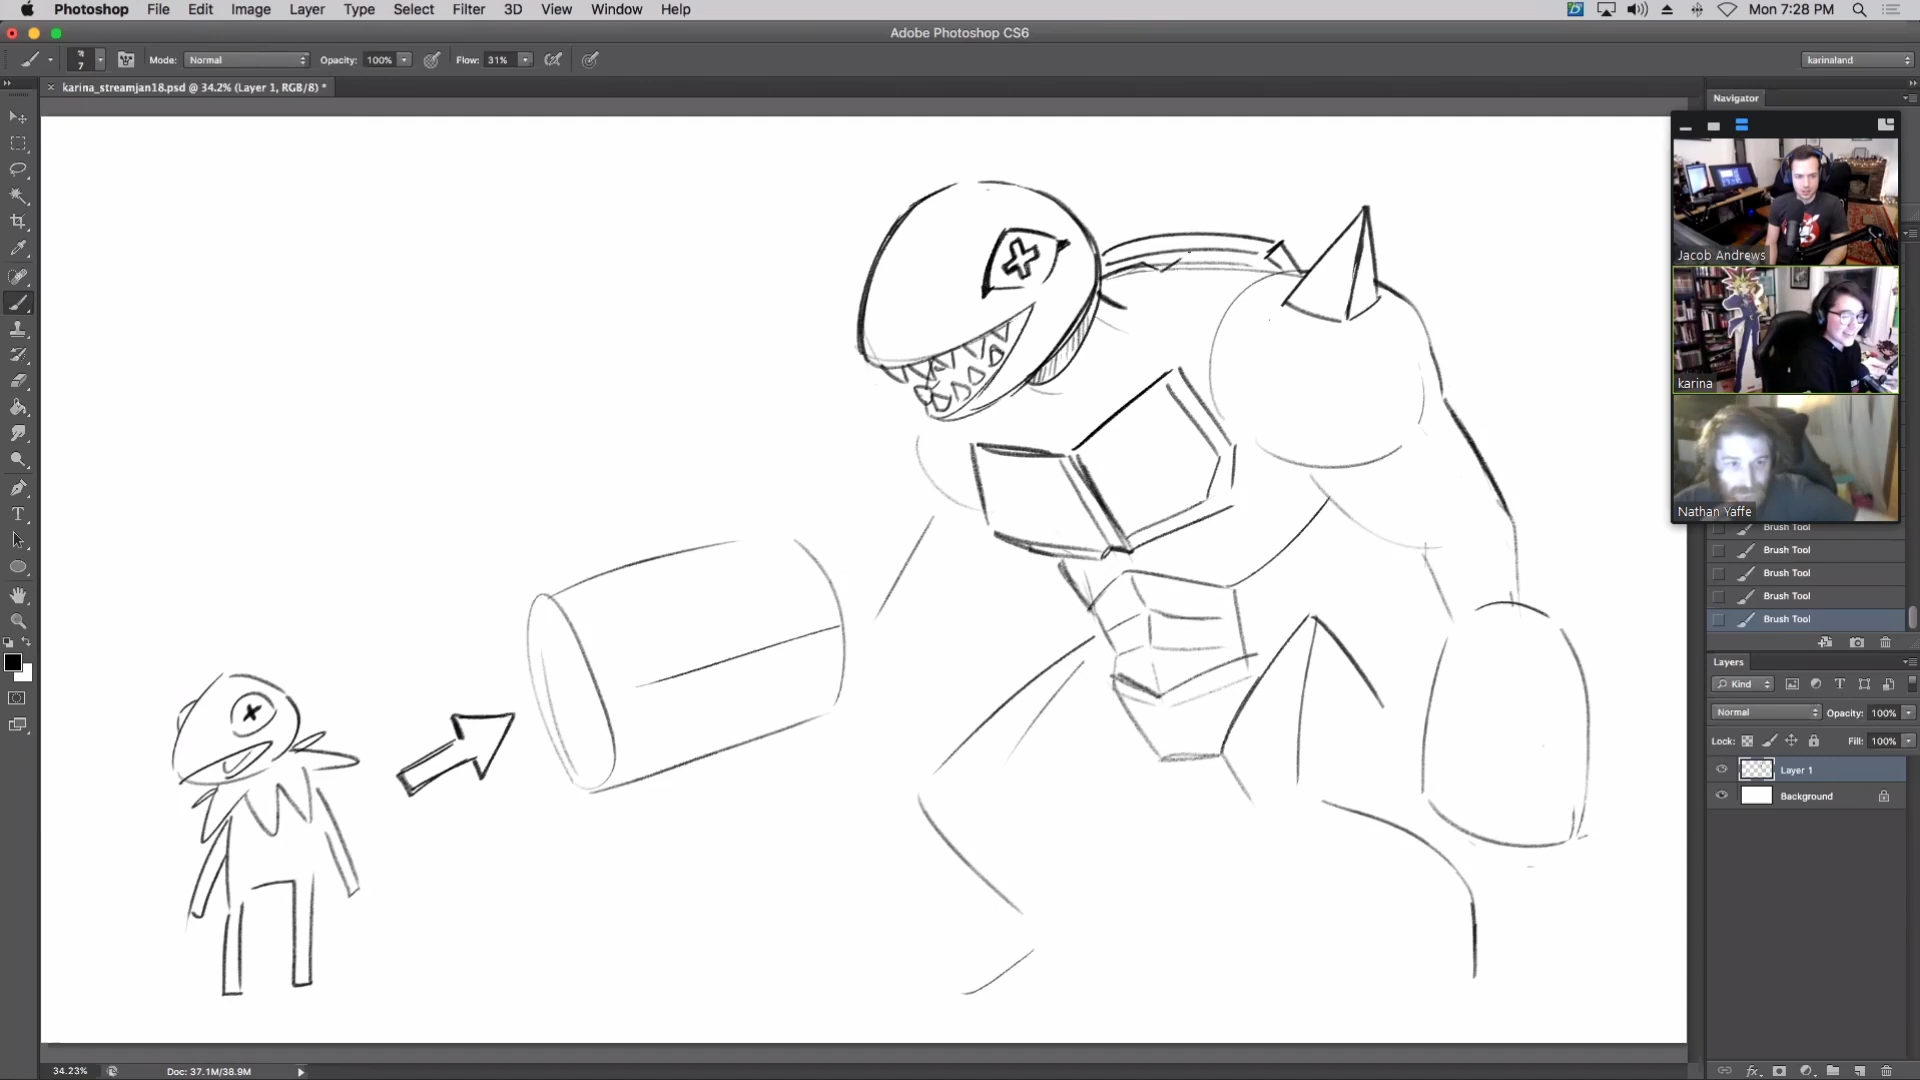 Photoshop File Edit Image Layer Type Select Filter 3D View Window Help Mon 7:28 PM
Adobe Photoshop CS6
7 Mode: Normal Opacity: 100% Flow: 31% karinaland
karina_streamjan18.psd @ 34.2% (Layer 1, RGB/8) *
Navigator
Jacob Andrews
karina
Nathan Yaffe
Brush Tool
Brush Tool
Brush Tool
Brush Tool
Brush Tool
Layers
Kind
Normal Opacity: 100%
Lock: Fill: 100%
Layer 1
Background
34.23% Doc: 37.1M/38.9M